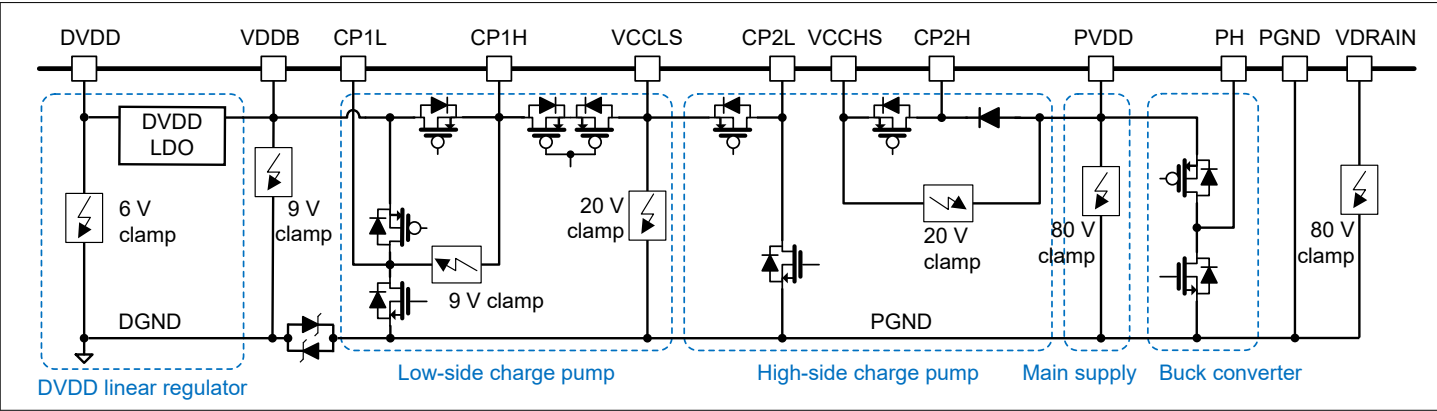 DVDD VDDB CP1L CP1H VCCLS CP2L VCCHS CP2H PVDD PH PGND VDRAIN
DVDD
LDO
6 V
clamp
9 V
clamp
9 V clamp
20 V
clamp
20 V
clamp
80 V
clamp
80 V
clamp
DGND
PGND
DVDD linear regulator
Low-side charge pump
High-side charge pump
Main supply
Buck converter